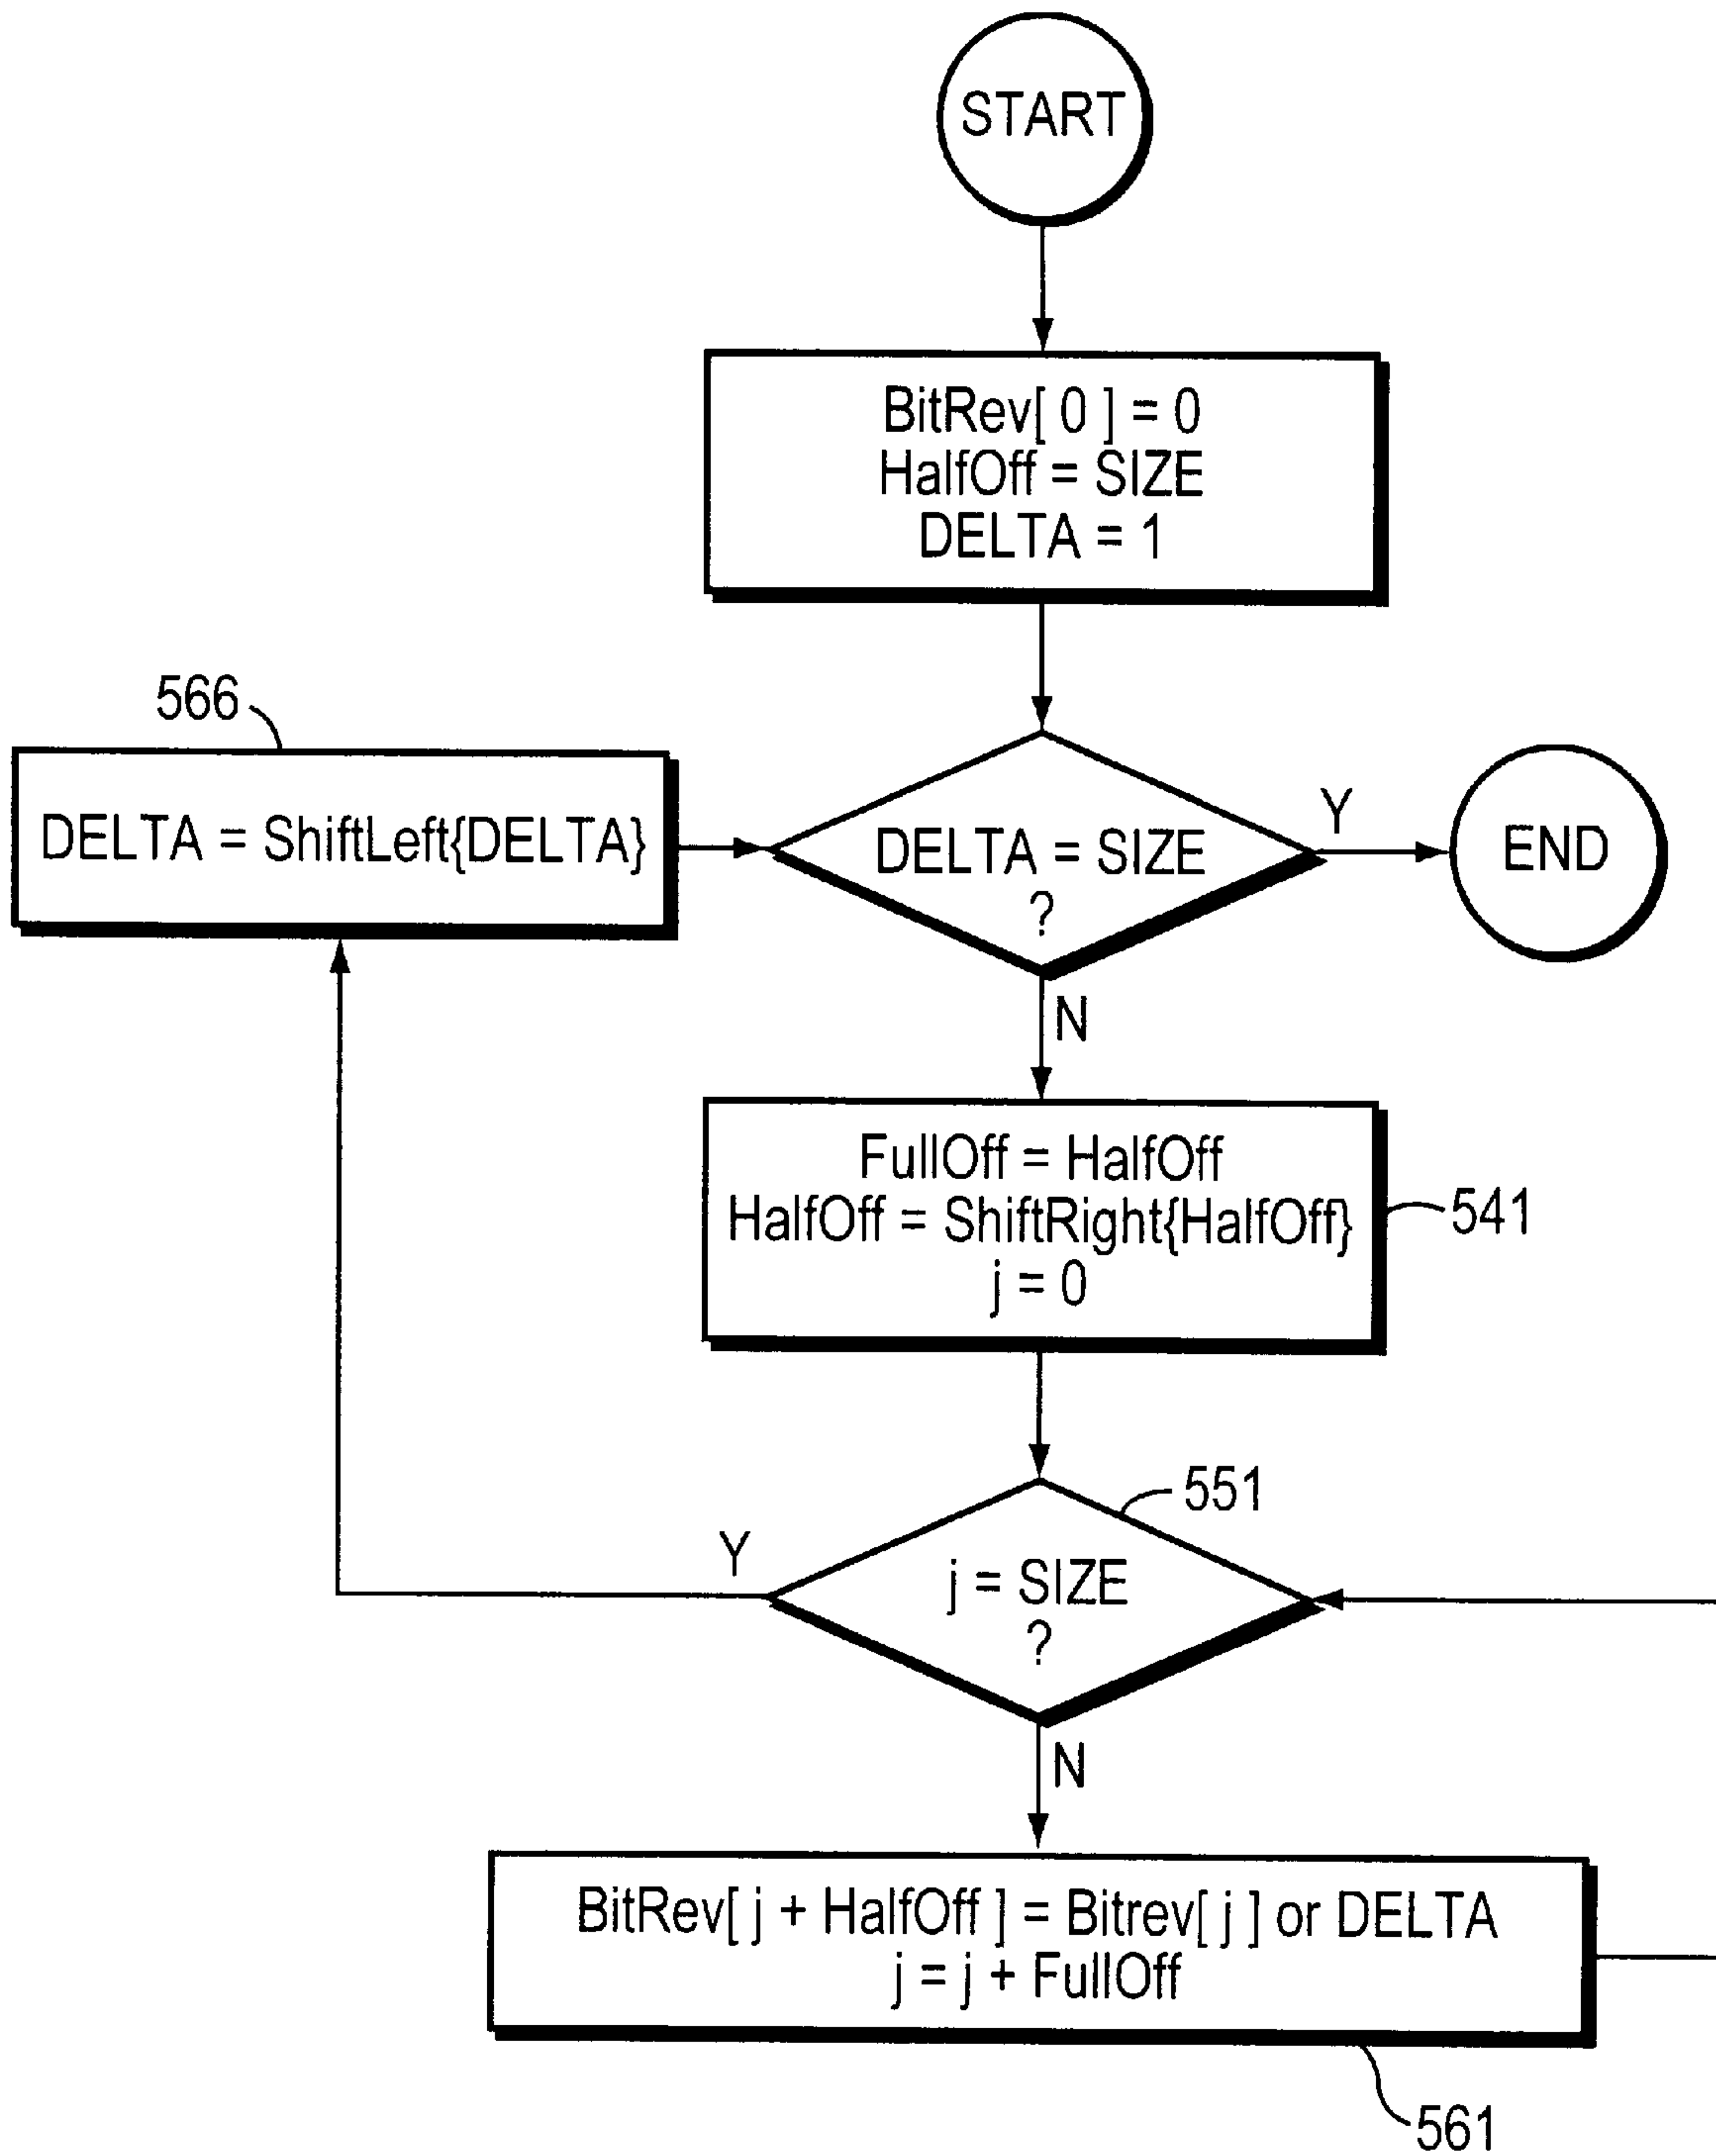 START
BitRev[ 0 ] = 0
HalfOff = SIZE
DELTA = 1
566
DELTA = ShiftLeft{DELTA}
DELTA = SIZE
?
Y
END
N
FullOff = HalfOff
HalfOff = ShiftRight{HalfOff}
j = 0
541
551
Y
j = SIZE
?
N
BitRev[ j + HalfOff ] = Bitrev[ j ] or DELTA
j = j + FullOff
561